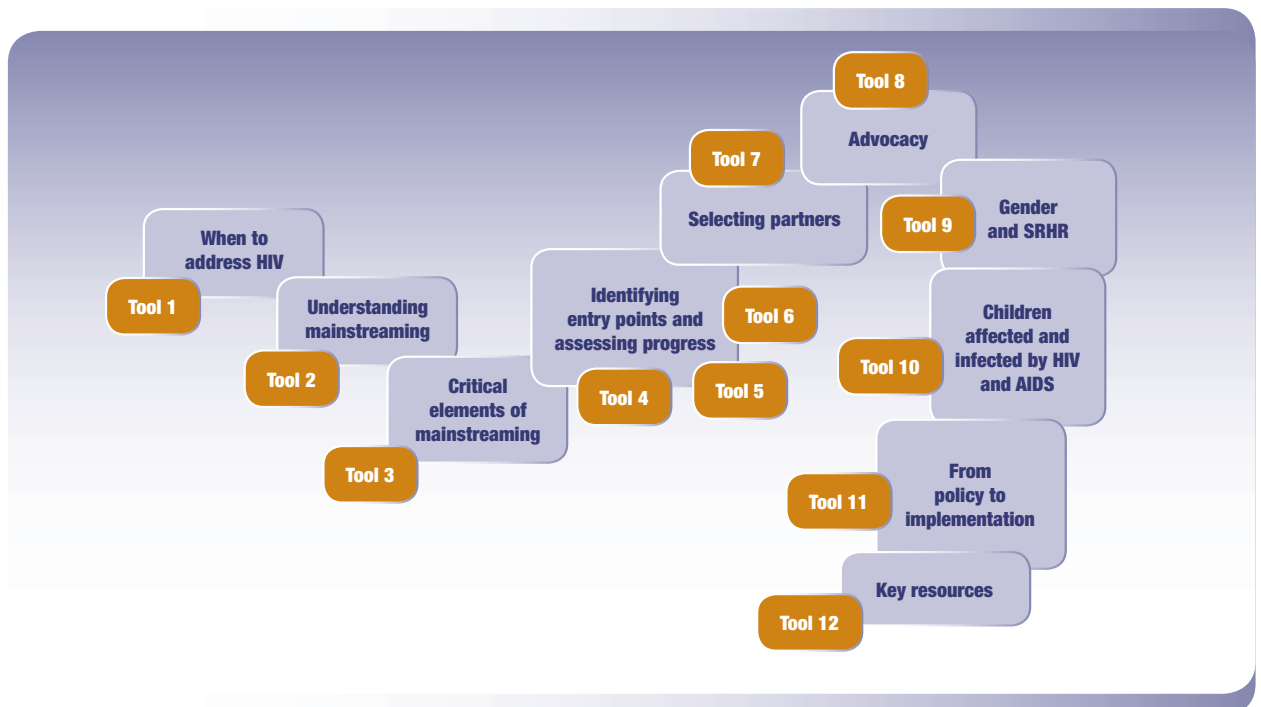 When to
address HIV
Tool 1
Understanding
mainstreaming
Tool 2
Critical
elements of
mainstreaming
Tool 3
Identifying
entry points and
assessing progress
Tool 4
Tool 5
Tool 6
Tool 7
Selecting partners
Tool 8
Advocacy
Tool 9
Gender
and SRHR
Tool 10
Children
affected and
infected by HIV
and AIDS
Tool 11
From
policy to
implementation
Key resources
Tool 12